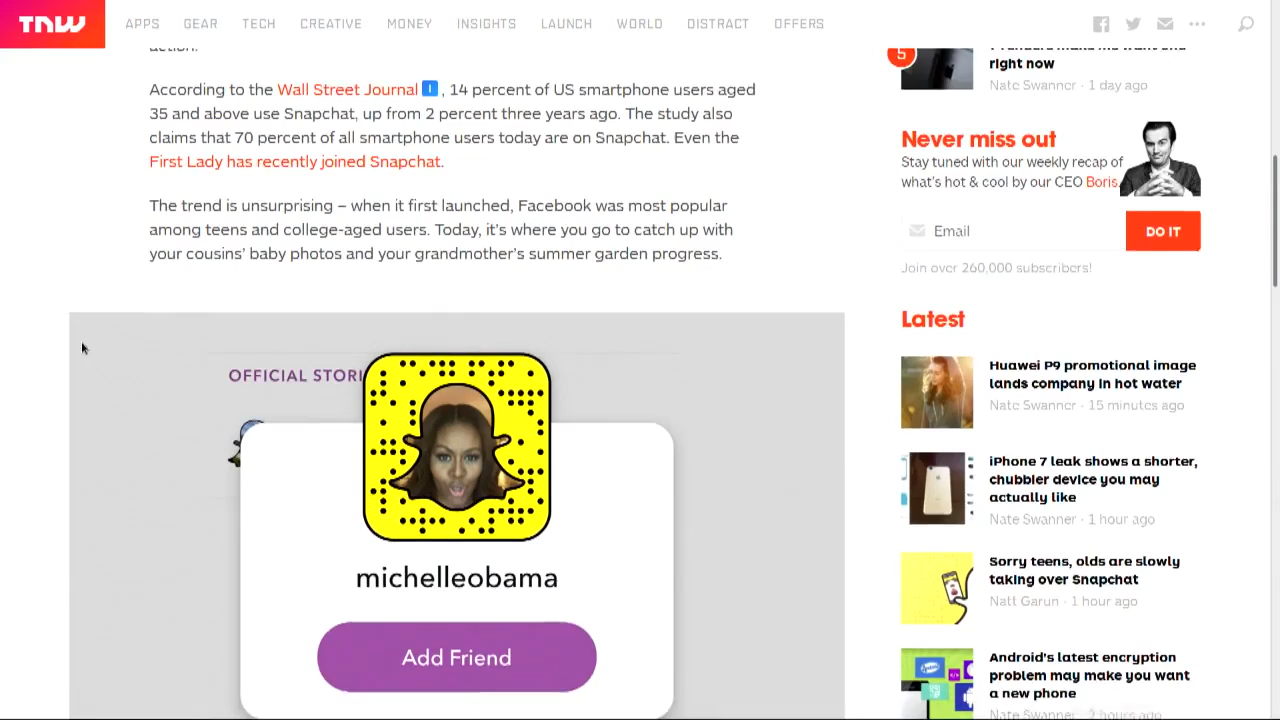 TNW
APPS
GEAR
TECH
CREATIVE
MONEY
INSIGHTS
LAUNCH
WORLD
DISTRACT
OFFERS
action.
According to the Wall Street Journal i , 14 percent of US smartphone users aged
35 and above use Snapchat, up from 2 percent three years ago. The study also
claims that 70 percent of all smartphone users today are on Snapchat. Even the
First Lady has recently joined Snapchat.
The trend is unsurprising – when it first launched, Facebook was most popular
among teens and college-aged users. Today, it's where you go to catch up with
your cousins' baby photos and your grandmother's summer garden progress.
OFFICIAL STORI
michelleobama
Add Friend
5
right now
Nate Swanner · 1 day ago
Never miss out
Stay tuned with our weekly recap of
what's hot & cool by our CEO Boris.
Email
DO IT
Join over 260,000 subscribers!
Latest
Huawei P9 promotional image
lands company in hot water
Nate Swanner · 15 minutes ago
iPhone 7 leak shows a shorter,
chubbier device you may
actually like
Nate Swanner · 1 hour ago
Sorry teens, olds are slowly
taking over Snapchat
Natt Garun · 1 hour ago
Android's latest encryption
problem may make you want
a new phone
Nate Swanner · 2 hours ago